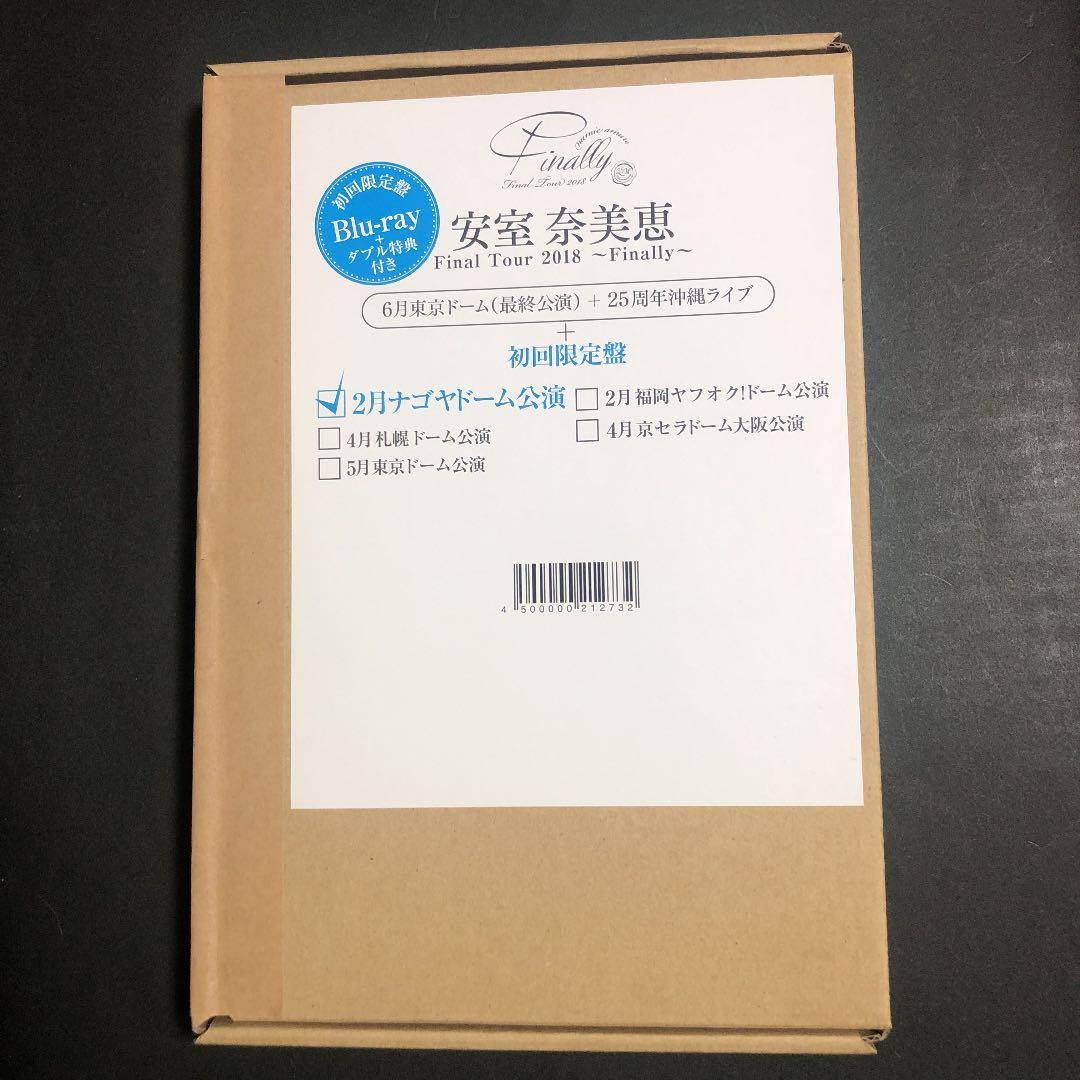 namie amuro
Finally
Final Tour 2018
初回限定盤
Blu-ray
+
ダブル特典
付き
安室 奈美恵
Final Tour 2018 ～Finally～
6月東京ドーム(最終公演) + 25周年沖縄ライブ
+
初回限定盤
2月ナゴヤドーム公演
2月福岡ヤフオク!ドーム公演
4月札幌ドーム公演
4月京セラドーム大阪公演
5月東京ドーム公演
4 500000 212732